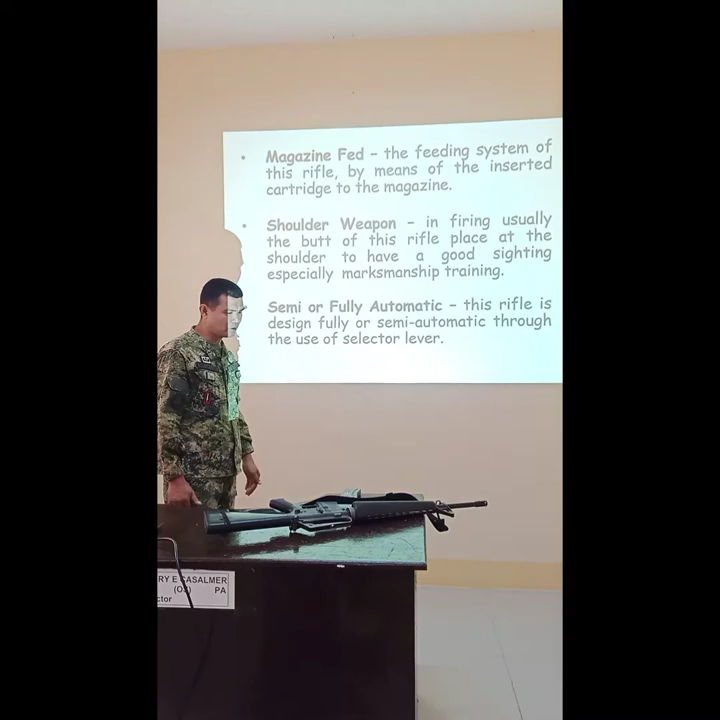 • Magazine Fed – the feeding system of
this rifle, by means of the inserted
cartridge to the magazine.
• Shoulder Weapon – in firing usually
the butt of this rifle place at the
shoulder to have a good sighting
especially marksmanship training.
Semi or Fully Automatic – this rifle is
design fully or semi-automatic through
the use of selector lever.
RY E CASALMER
PA
ctor